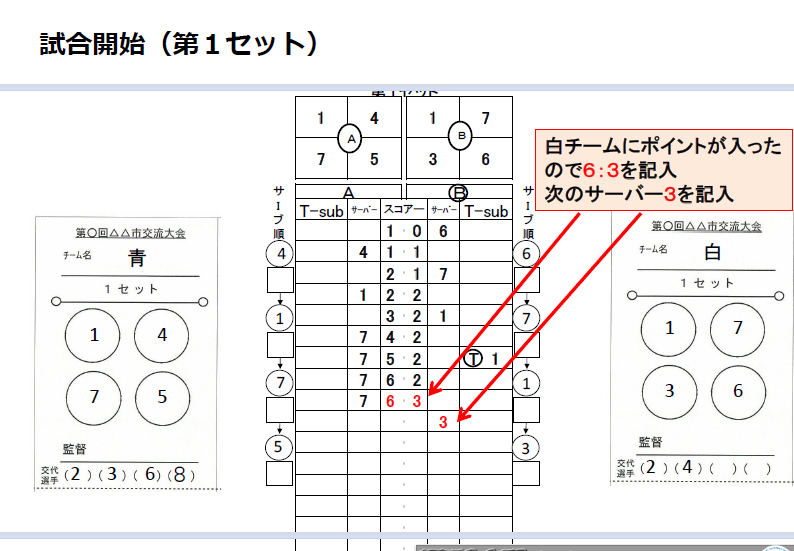 試合開始（第１セット）
1 4 1 7
A B
7 5 3 6
白チームにポイントが入った
ので6：3を記入
次のサーバー3を記入
A B
サーブ順 サーブ順
T－sub サーバー スコアー サーバー T－sub
1 ・ 0 6
4 1 ・ 1
2 ・ 1 7
1 2 ・ 2
3 ・ 2 1
7 4 ・ 2
7 5 ・ 2 T 1
7 6 ・ 2
7 6 ・ 3
・ 3
4
1
7
5
6
7
1
3
第〇回△△市交流大会
チーム名 青
1 セット
1 4
7 5
監督
交代選手 (2) (3) (6) (8)
第〇回△△市交流大会
チーム名 白
1 セット
1 7
3 6
監督
交代選手 (2) (4) ( ) ( )